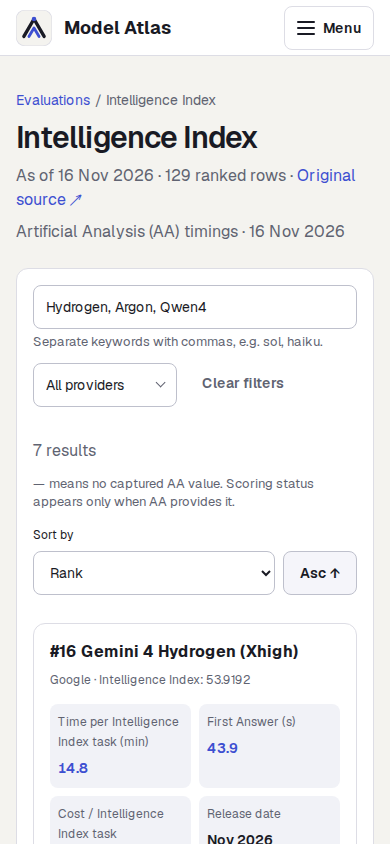 Model Atlas
Menu
Evaluations / Intelligence Index
Intelligence Index
As of 16 Nov 2026 · 129 ranked rows · Original
source ↗
Artificial Analysis (AA) timings · 16 Nov 2026
Hydrogen, Argon, Qwen4
Separate keywords with commas, e.g. sol, haiku.
All providers
Clear filters
7 results
— means no captured AA value. Scoring status
appears only when AA provides it.
Sort by
Rank
Asc ↑
#16 Gemini 4 Hydrogen (Xhigh)
Google · Intelligence Index: 53.9192
Time per Intelligence
Index task (min)
14.8
First Answer (s)
43.9
Cost / Intelligence
Index task
Release date
Nov 2026